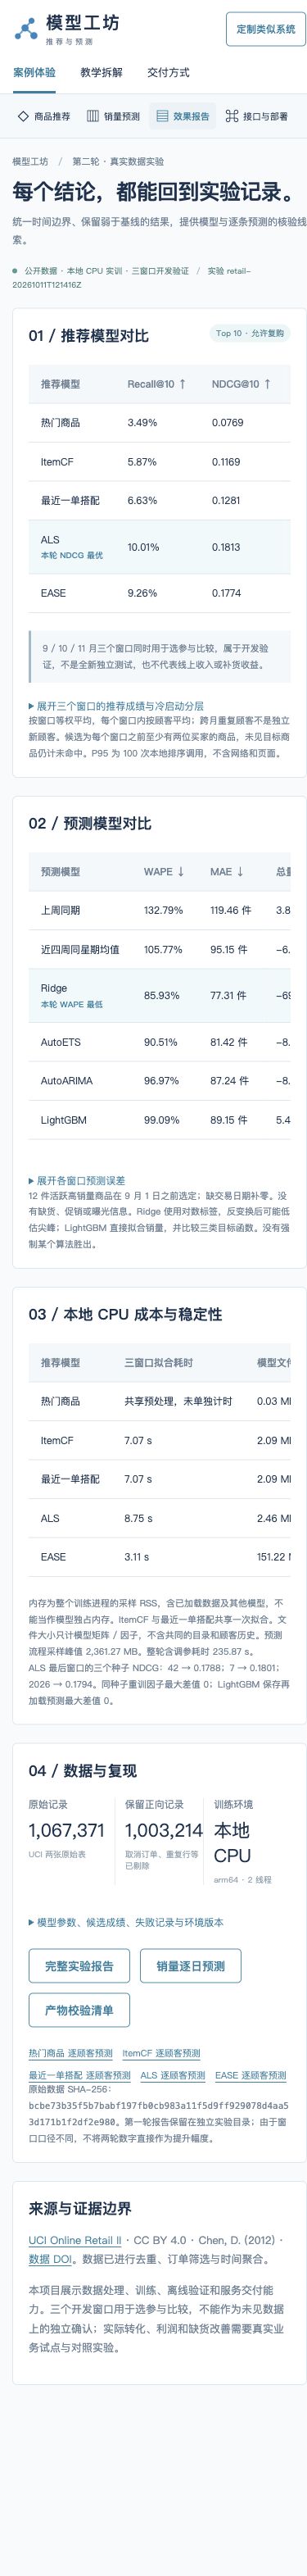 模型工坊
推荐与预测
定制类似系统
案例体验 教学拆解 交付方式
商品推荐 销量预测 效果报告 接口与部署
模型工坊 / 第二轮 · 真实数据实验
每个结论，都能回到实验记录。
统一时间边界、保留弱于基线的结果，提供模型与逐条预测的核验线
索。
公开数据 · 本地 CPU 实训 · 三窗口开发验证 / 实验 retail-
20261011T121416Z
01 / 推荐模型对比
Top 10 · 允许复购
推荐模型 Recall@10 ↑ NDCG@10 ↑
热门商品 3.49% 0.0769
ItemCF 5.87% 0.1169
最近一单搭配 6.63% 0.1281
ALS
本轮 NDCG 最优
10.01% 0.1813
EASE 9.26% 0.1774
9 / 10 / 11 月三个窗口同时用于选参与比较，属于开发验
证，不是全新独立测试，也不代表线上收入或补货收益。
▶ 展开三个窗口的推荐成绩与冷启动分层
按窗口等权平均，每个窗口内按顾客平均；跨月重复顾客不是独立
新顾客。候选为每个窗口之前至少有两位买家的商品，未见目标商
品仍计未命中。P95 为 100 次本地排序调用，不含网络和页面。
02 / 预测模型对比
预测模型 WAPE ↓ MAE ↓
上周同期 132.79% 119.46 件 3.8
近四周同星期均值 105.77% 95.15 件 -6.
Ridge
本轮 WAPE 最低
85.93% 77.31 件 -69
AutoETS 90.51% 81.42 件 -8.
AutoARIMA 96.97% 87.24 件 -8.
LightGBM 99.09% 89.15 件 5.4
▶ 展开各窗口预测误差
12 件活跃高销量商品在 9 月 1 日之前选定；缺交易日期补零。没
有缺货、促销或曝光信息。Ridge 使用对数标签，反变换后可能低
估尖峰；LightGBM 直接拟合销量，并比较三类目标函数。没有强
制某个算法胜出。
03 / 本地 CPU 成本与稳定性
推荐模型 三窗口拟合耗时 模型文件
热门商品 共享预处理，未单独计时 0.03 MI
ItemCF 7.07 s 2.09 MI
最近一单搭配 7.07 s 2.09 MI
ALS 8.75 s 2.46 MI
EASE 3.11 s 151.22
内存为整个训练进程的采样 RSS，含已加载数据及其他模型，不
能当作模型独占内存。ItemCF 与最近一单搭配共享一次拟合。文
件大小只计模型矩阵 / 因子，不含共同的目录和顾客历史。预测
流程采样峰值 2,361.27 MB。整轮含调参耗时 235.87 s。
ALS 最后窗口的三个种子 NDCG：42 → 0.1788；7 → 0.1801；
2026 → 0.1794。同种子重训因子最大差值 0；LightGBM 保存再
加载预测最大差值 0。
04 / 数据与复现
原始记录 保留正向记录 训练环境
1,067,371 1,003,214 本地
CPU
UCI 两张原始表 取消订单、重复行等
已剔除
arm64 · 2 线程
▶ 模型参数、候选成绩、失败记录与环境版本
完整实验报告 销量逐日预测
产物校验清单
热门商品 逐顾客预测 ItemCF 逐顾客预测
最近一单搭配 逐顾客预测 ALS 逐顾客预测 EASE 逐顾客预测
原始数据 SHA-256：
bcbe73b35f5b7babf197fb0cb983a11f5d9ff929078d4aa5
3d171b1f2df2e980。第一轮报告保留在独立实验目录；由于窗
口口径不同，不将两轮数字直接作为提升幅度。
来源与证据边界
UCI Online Retail II · CC BY 4.0 · Chen, D. (2012) ·
数据 DOI。数据已进行去重、订单筛选与时间聚合。
本项目展示数据处理、训练、离线验证和服务交付能
力。三个开发窗口用于选参与比较，不能作为未见数据
上的独立确认；实际转化、利润和缺货改善需要真实业
务试点与对照实验。